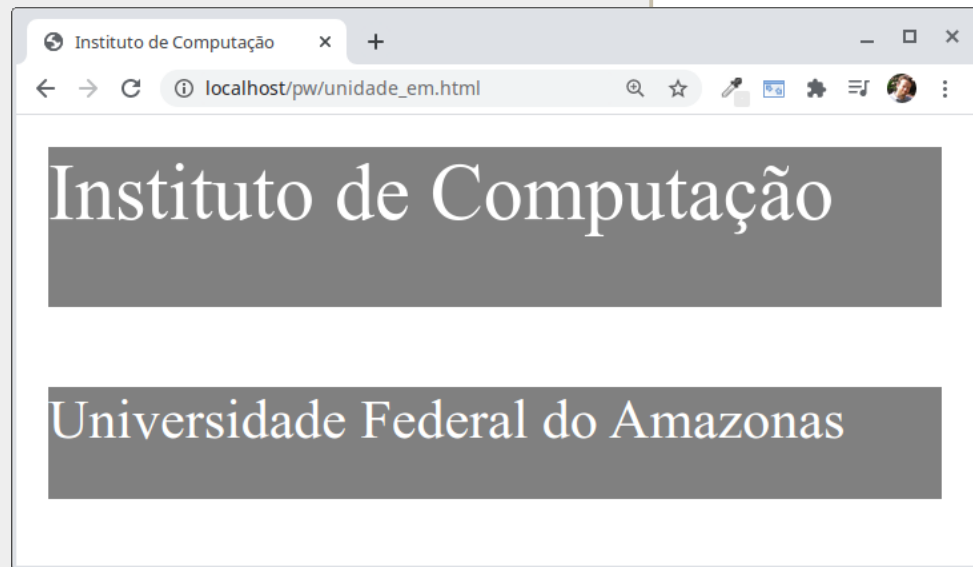 Instituto de Computação
localhost/pw/unidade_em.html
Instituto de Computação
Universidade Federal do Amazonas